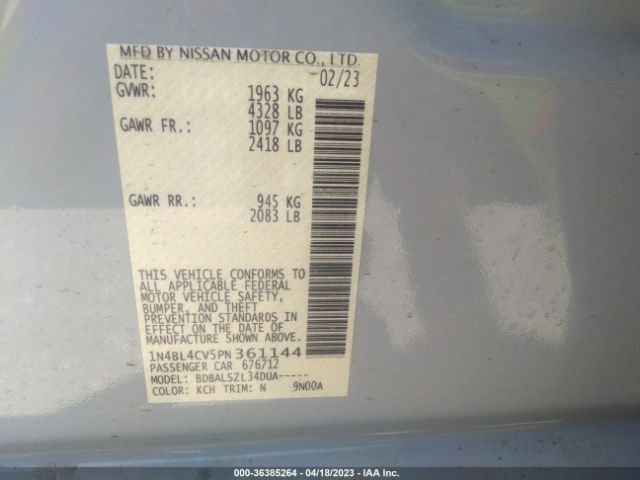 MFD BY NISSAN MOTOR CO., LTD.
DATE: 02/23
GVWR: 1963 KG
4328 LB
GAWR FR.: 1097 KG
2418 LB
GAWR RR.: 945 KG
2083 LB
THIS VEHICLE CONFORMS TO
ALL APPLICABLE FEDERAL
MOTOR VEHICLE SAFETY,
BUMPER, AND THEFT
PREVENTION STANDARDS IN
EFFECT ON THE DATE OF
MANUFACTURE SHOWN ABOVE.
1N4BL4CV5PN361144
PASSENGER CAR 676712
MODEL: BDBALSZL34DUA-----
COLOR: KCH TRIM: N 9N00A
© 000-36385264 - 04/18/2023 - IAA Inc.